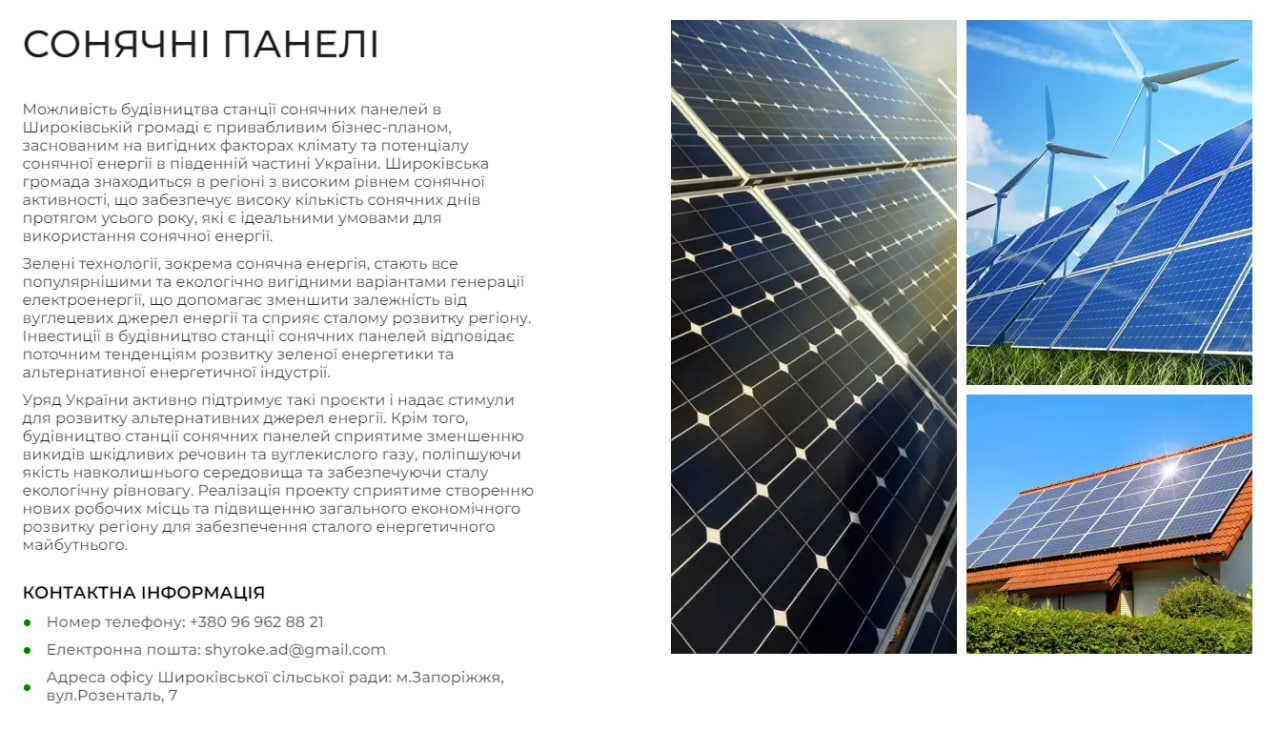 СОНЯЧНІ ПАНЕЛІ
Можливість будівництва станції сонячних панелей в
Широківській громаді є привабливим бізнес-планом,
заснованим на вигідних факторах клімату та потенціалу
сонячної енергії в південній частині України. Широківська
громада знаходиться в регіоні з високим рівнем сонячної
активності, що забезпечує високу кількість сонячних днів
протягом усього року, які є ідеальними умовами для
використання сонячної енергії.
Зелені технології, зокрема сонячна енергія, стають все
популярнішими та екологічно вигідними варіантами генерації
електроенергії, що допомагає зменшити залежність від
вуглецевих джерел енергії та сприяє сталому розвитку регіону.
Інвестиції в будівництво станції сонячних панелей відповідає
поточним тенденціям розвитку зеленої енергетики та
альтернативної енергетичної індустрії.
Уряд України активно підтримує такі проєкти і надає стимули
для розвитку альтернативних джерел енергії. Крім того,
будівництво станції сонячних панелей сприятиме зменшенню
викидів шкідливих речовин та вуглекислого газу, поліпшуючи
якість навколишнього середовища та забезпечуючи сталу
екологічну рівновагу. Реалізація проекту сприятиме створенню
нових робочих місць та підвищенню загального економічного
розвитку регіону для забезпечення сталого енергетичного
майбутнього.
КОНТАКТНА ІНФОРМАЦІЯ
Номер телефону: +380 96 962 88 21
Електронна пошта: shyroke.ad@gmail.com
Адреса офісу Широківської сільської ради: м.Запоріжжя,
вул.Розенталь, 7